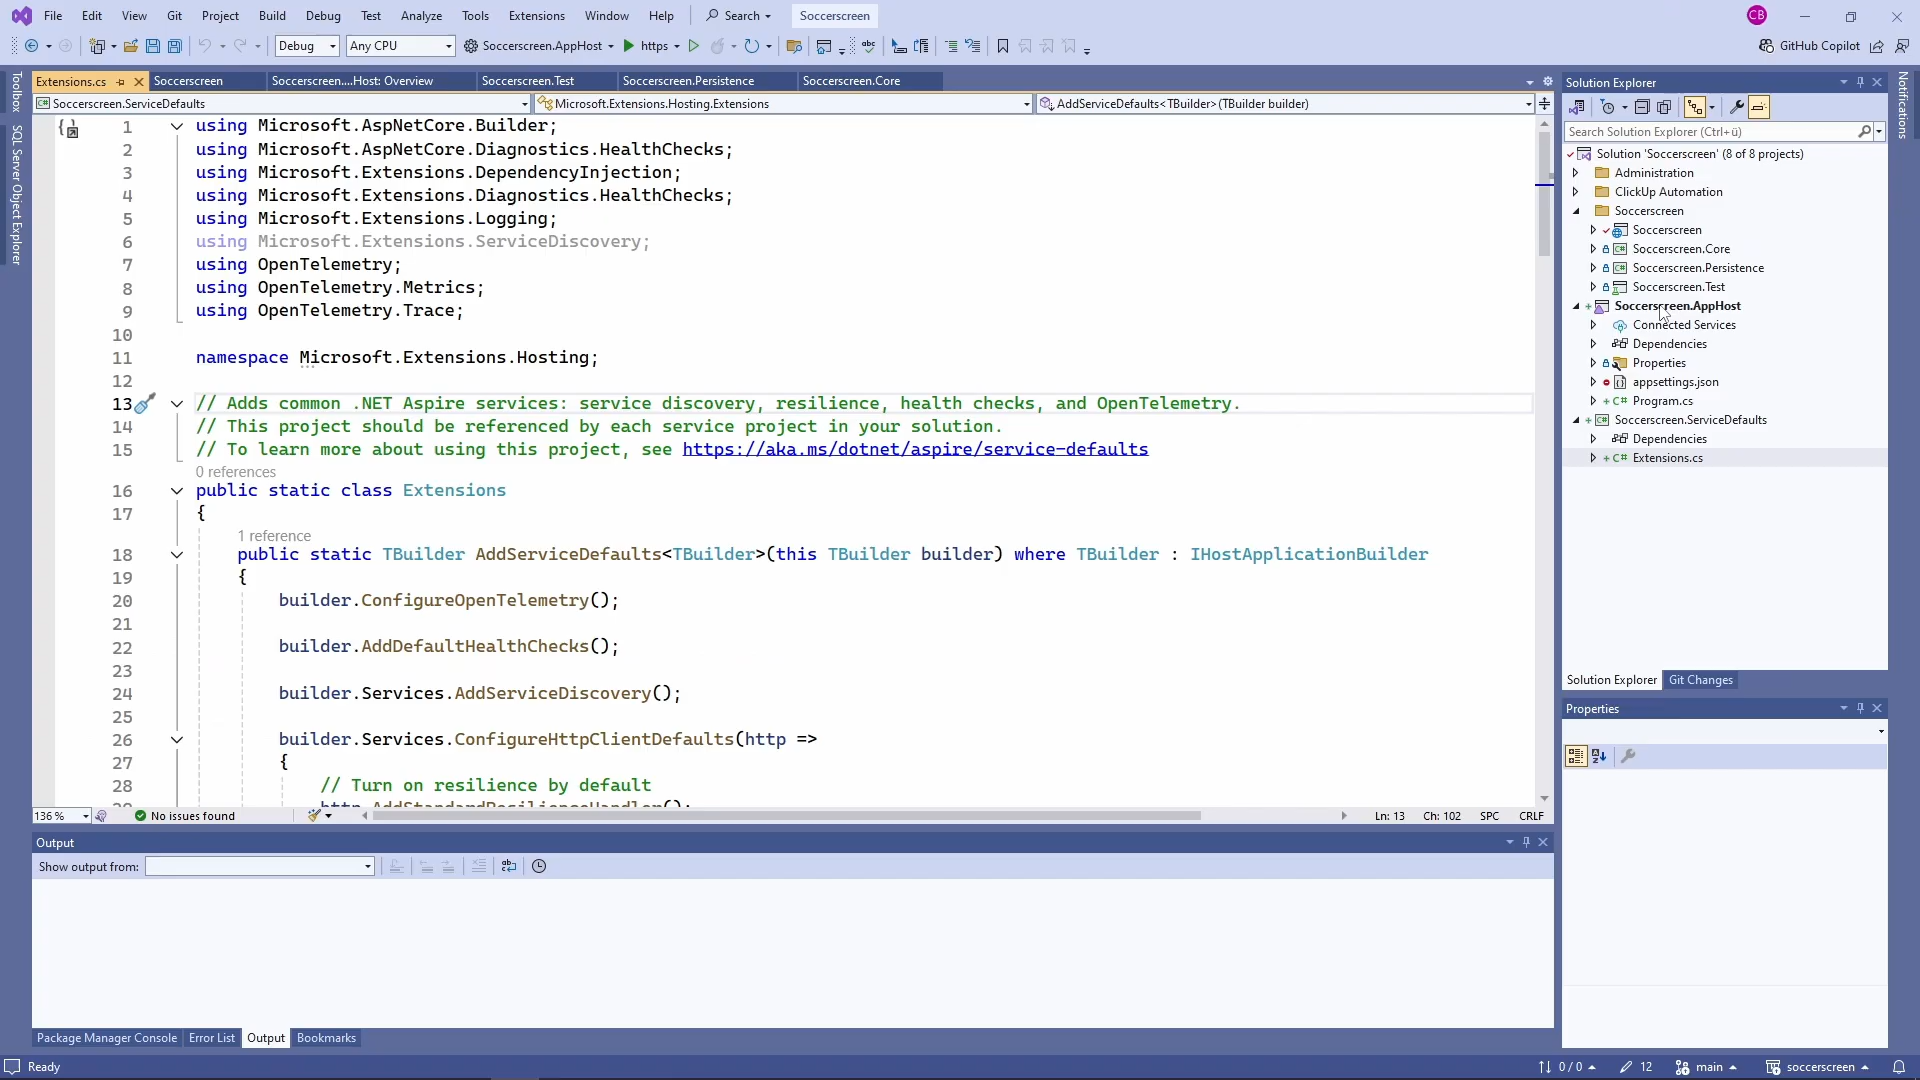 File Edit View Git Project Build Debug Test Analyze Tools Extensions Window Help Search Soccerscreen CB
Debug Any CPU Soccerscreen.AppHost https GitHub Copilot
Toolbox
SQL Server Object Explorer
Extensions.cs Soccerscreen Soccerscreen....Host: Overview Soccerscreen.Test Soccerscreen.Persistence Soccerscreen.Core
Soccerscreen.ServiceDefaults Microsoft.Extensions.Hosting.Extensions AddServiceDefaults<TBuilder>(TBuilder builder)
1 using Microsoft.AspNetCore.Builder;
2 using Microsoft.AspNetCore.Diagnostics.HealthChecks;
3 using Microsoft.Extensions.DependencyInjection;
4 using Microsoft.Extensions.Diagnostics.HealthChecks;
5 using Microsoft.Extensions.Logging;
6 using Microsoft.Extensions.ServiceDiscovery;
7 using OpenTelemetry;
8 using OpenTelemetry.Metrics;
9 using OpenTelemetry.Trace;
10
11 namespace Microsoft.Extensions.Hosting;
12
13 // Adds common .NET Aspire services: service discovery, resilience, health checks, and OpenTelemetry.
14 // This project should be referenced by each service project in your solution.
15 // To learn more about using this project, see https://aka.ms/dotnet/aspire/service-defaults
0 references
16 public static class Extensions
17 {
1 reference
18 public static TBuilder AddServiceDefaults<TBuilder>(this TBuilder builder) where TBuilder : IHostApplicationBuilder
19 {
20 builder.ConfigureOpenTelemetry();
21
22 builder.AddDefaultHealthChecks();
23
24 builder.Services.AddServiceDiscovery();
25
26 builder.Services.ConfigureHttpClientDefaults(http =>
27 {
28 // Turn on resilience by default
29 http.AddStandardResilienceHandler();
136 % No issues found Ln: 13 Ch: 102 SPC CRLF
Output
Show output from:
Package Manager Console Error List Output Bookmarks
Solution Explorer
Search Solution Explorer (Ctrl+ü)
Solution 'Soccerscreen' (8 of 8 projects)
Administration
ClickUp Automation
Soccerscreen
Soccerscreen
Soccerscreen.Core
Soccerscreen.Persistence
Soccerscreen.Test
Soccerscreen.AppHost
Connected Services
Dependencies
Properties
appsettings.json
Program.cs
Soccerscreen.ServiceDefaults
Dependencies
Extensions.cs
Solution Explorer Git Changes
Properties
Notifications
Ready 0 / 0 12 main soccerscreen